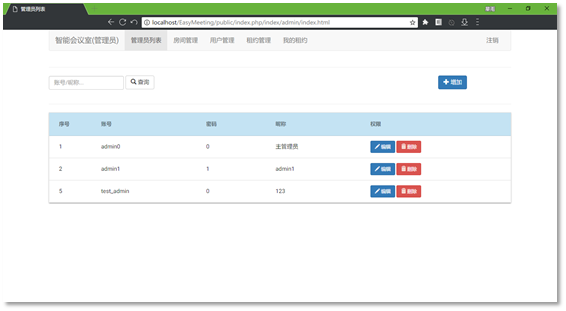 管理员列表
localhost/EasyMeeting/public/index.php/index/admin/index.html
智能会议室(管理员) 管理员列表 房间管理 用户管理 租约管理 我的租约 注销
账号/昵称... 查询 增加
序号 账号 密码 昵称 权限
1 admin0 0 主管理员 编辑 删除
2 admin1 1 admin1 编辑 删除
5 test_admin 0 123 编辑 删除